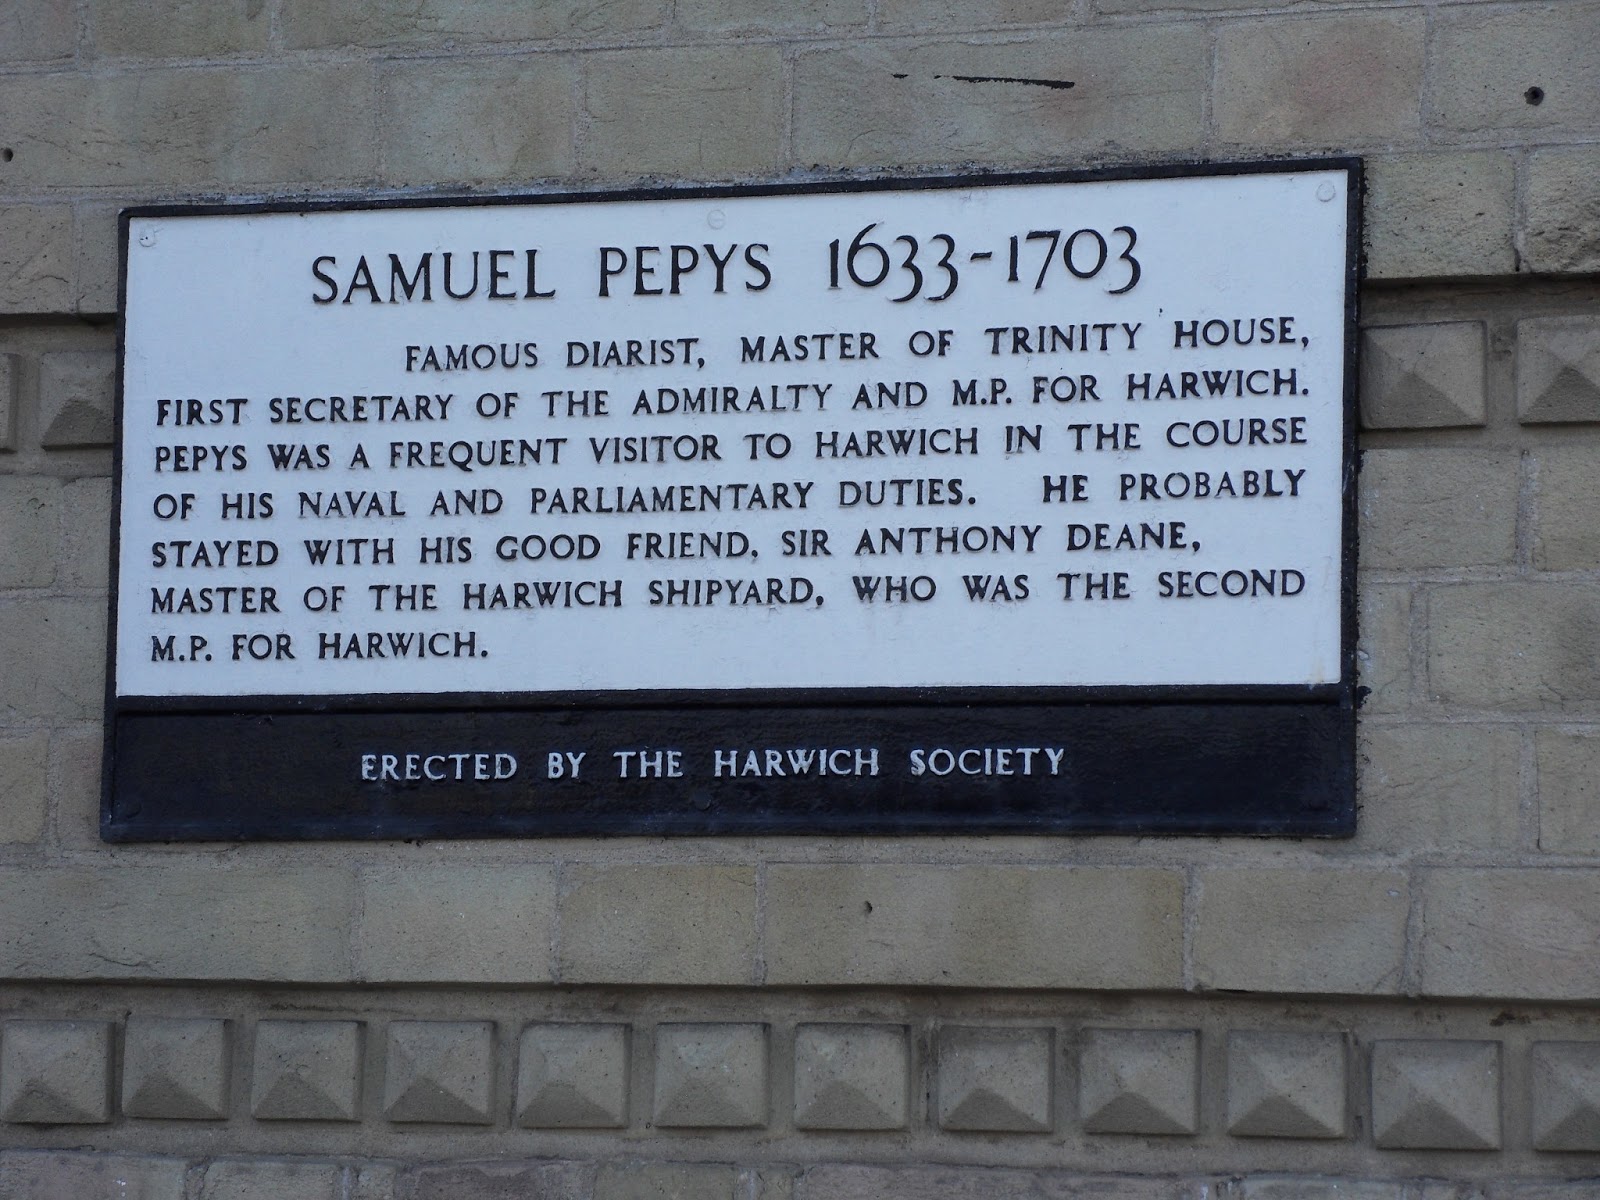 SAMUEL PEPYS 1633-1703
FAMOUS DIARIST, MASTER OF TRINITY HOUSE,
FIRST SECRETARY OF THE ADMIRALTY AND M.P. FOR HARWICH.
PEPYS WAS A FREQUENT VISITOR TO HARWICH IN THE COURSE
OF HIS NAVAL AND PARLIAMENTARY DUTIES. HE PROBABLY
STAYED WITH HIS GOOD FRIEND, SIR ANTHONY DEANE,
MASTER OF THE HARWICH SHIPYARD, WHO WAS THE SECOND
M.P. FOR HARWICH.
ERECTED BY THE HARWICH SOCIETY